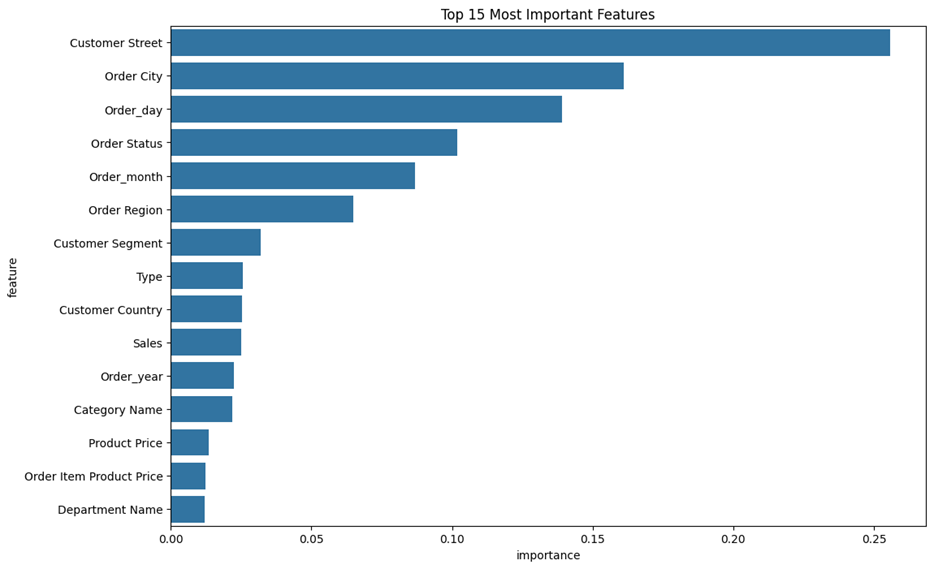 Top 15 Most Important Features
Customer Street
Order City
Order_day
Order Status
Order_month
Order Region
Customer Segment
Type
Customer Country
Sales
Order_year
Category Name
Product Price
Order Item Product Price
Department Name
feature
0.00 0.05 0.10 0.15 0.20 0.25
importance